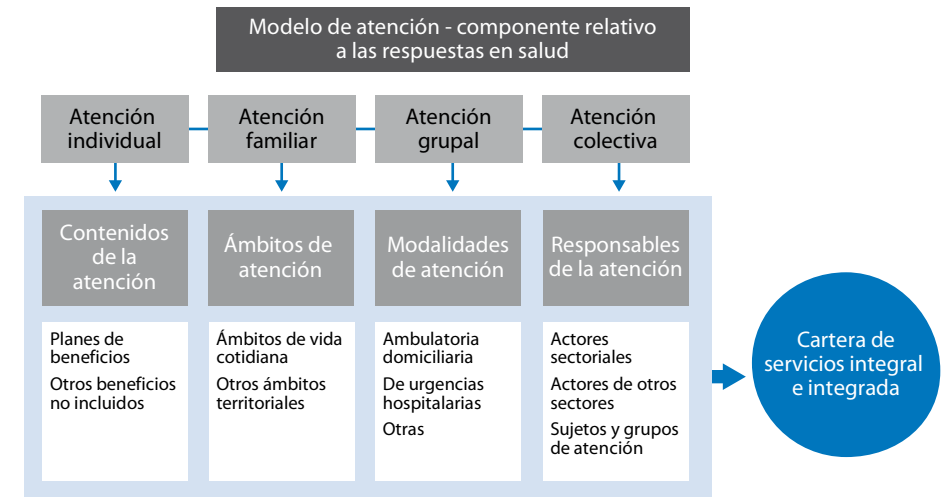 Modelo de atención - componente relativo
a las respuestas en salud
Atención
individual
Atención
familiar
Atención
grupal
Atención
colectiva
Contenidos
de la
atención
Ámbitos de
atención
Modalidades
de atención
Responsables
de la atención
Planes de
beneficios
Otros beneficios
no incluidos
Ámbitos de vida
cotidiana
Otros ámbitos
territoriales
Ambulatoria
domiciliaria
De urgencias
hospitalarias
Otras
Actores
sectoriales
Actores de otros
sectores
Sujetos y grupos
de atención
Cartera de
servicios integral
e integrada